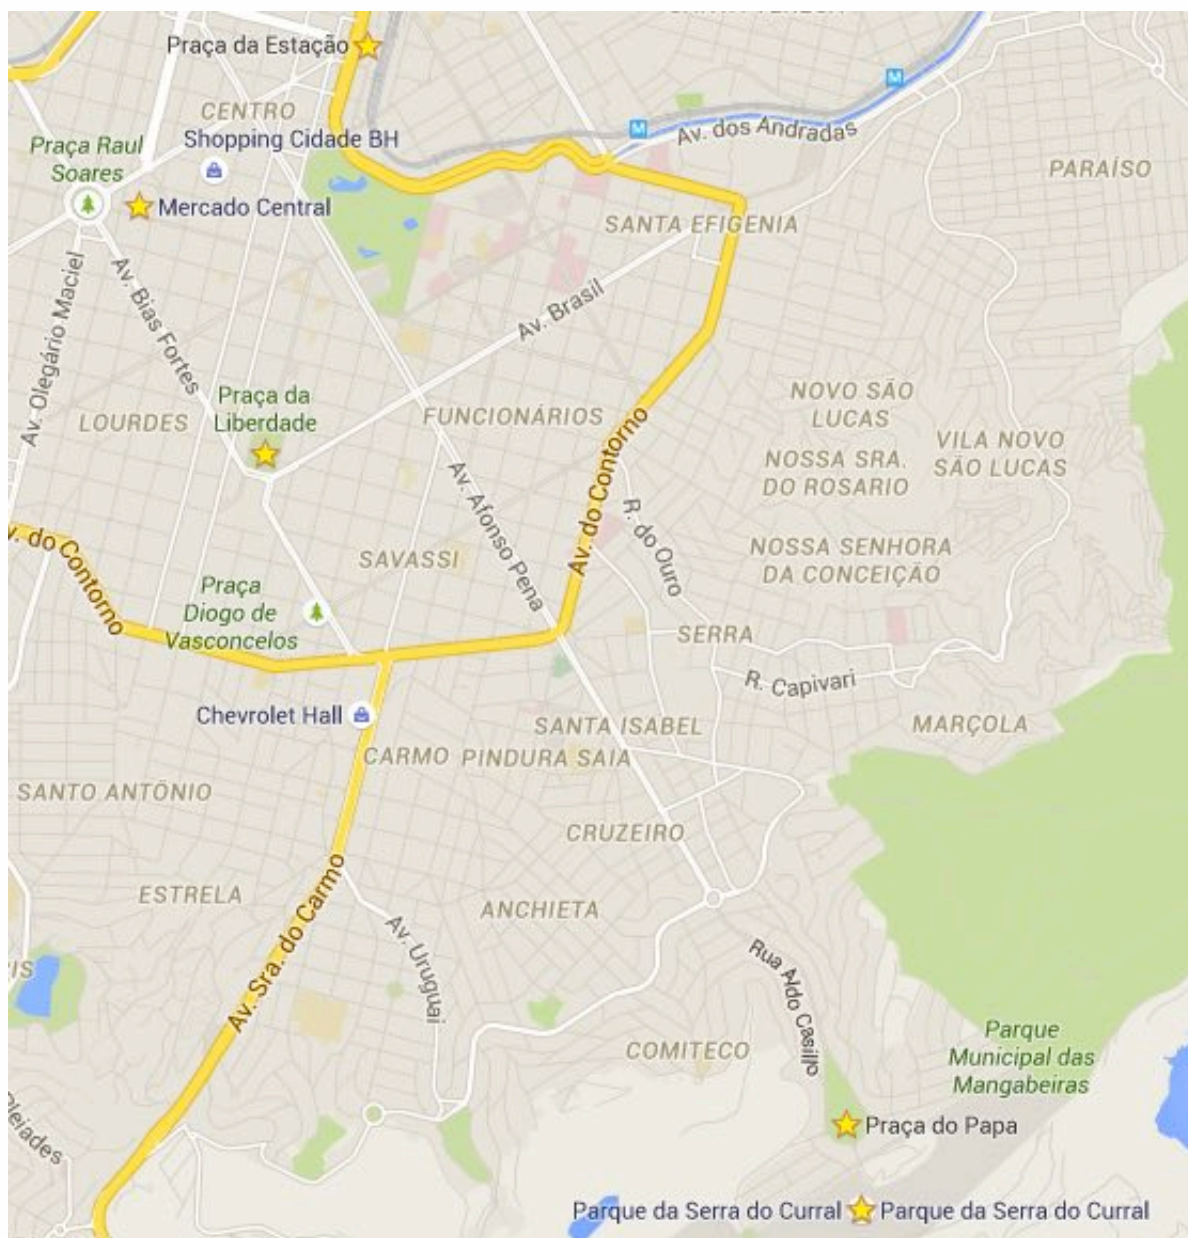 Praça da Estação
CENTRO
Shopping Cidade BH
Av. dos Andradas
Praça Raul
Soares
PARAÍSO
Mercado Central
SANTA EFIGENIA
Av. Olegário Maciel
Av. Bias Fortes
Av. Brasil
Praça da
Liberdade
LOURDES
FUNCIONÁRIOS
NOVO SÃO
LUCAS
VILA NOVO
SÃO LUCAS
NOSSA SRA.
DO ROSARIO
Av. do Contorno
Av. Afonso Pena
R. do Ouro
. do Contorno
SAVASSI
NOSSA SENHORA
DA CONCEIÇÃO
Praça
Diogo de
Vasconcelos
SERRA
R. Capivari
Chevrolet Hall
SANTA ISABEL
MARÇOLA
CARMO
PINDURA SAIA
SANTO ANTÔNIO
CRUZEIRO
ESTRELA
ANCHIETA
Av. Sra. do Carmo
Av. Uruguai
Rua Aldo Casillo
IS
COMITECO
Parque
Municipal das
Mangabeiras
Pleiades
Praça do Papa
Parque da Serra do Curral
Parque da Serra do Curral
M
M